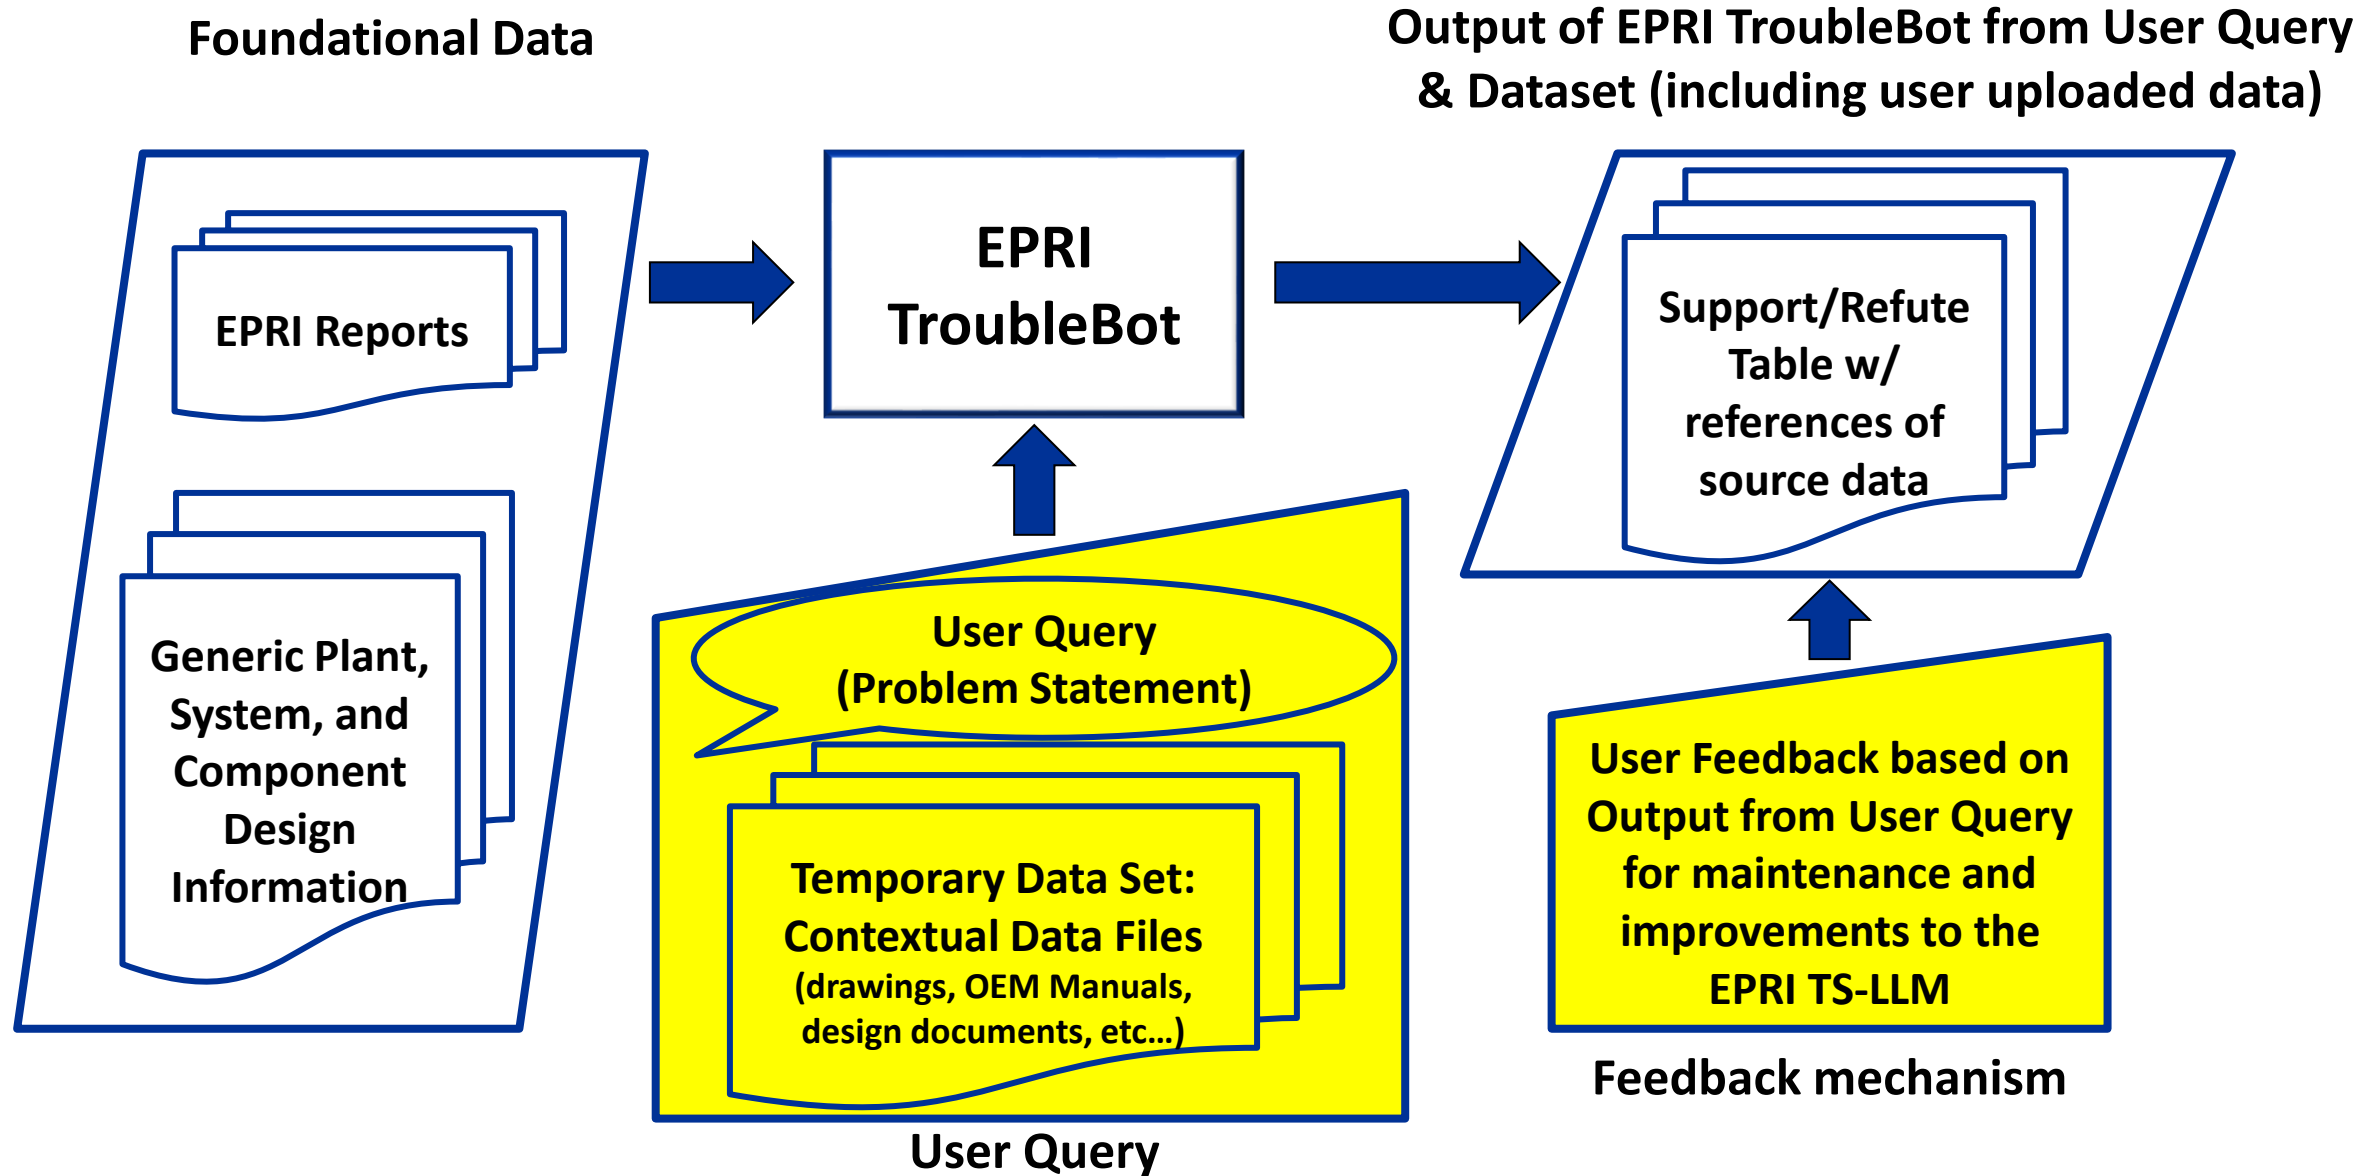 Foundational Data
Output of EPRI TroubleBot from User Query
& Dataset (including user uploaded data)
EPRI Reports
Generic Plant,
System, and
Component
Design
Information
EPRI
TroubleBot
Support/Refute
Table w/
references of
source data
User Query
(Problem Statement)
Temporary Data Set:
Contextual Data Files
(drawings, OEM Manuals,
design documents, etc...)
User Query
User Feedback based on
Output from User Query
for maintenance and
improvements to the
EPRI TS-LLM
Feedback mechanism